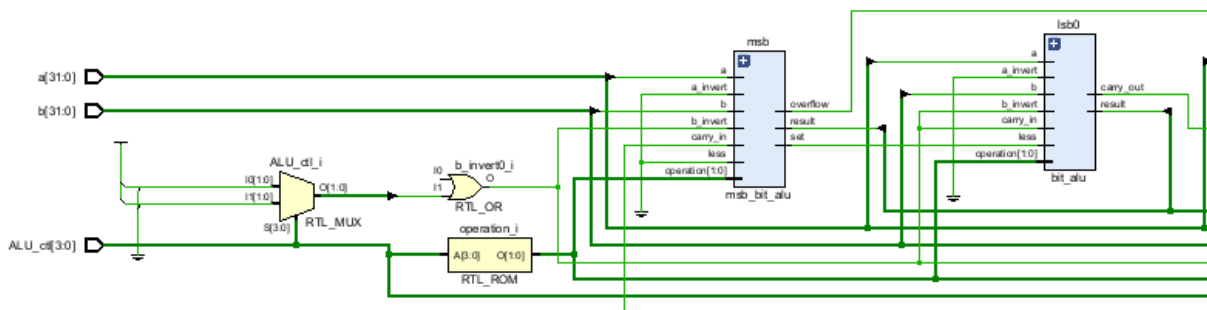 msb
a
a_invert
b
b_invert
carry_in
less
operation[1:0]
overflow
result
set
msb_bit_alu
lsb0
a
a_invert
b
b_invert
carry_in
less
operation[1:0]
carry_out
result
bit_alu
a[31:0]
b[31:0]
ALU_ctl_i
I0[1:0]
I1[1:0]
O[1:0]
S[3:0]
RTL_MUX
b_invert0_i
I0
I1
O
RTL_OR
ALU_ctl[3:0]
operation_i
A[3:0]
O[1:0]
RTL_ROM